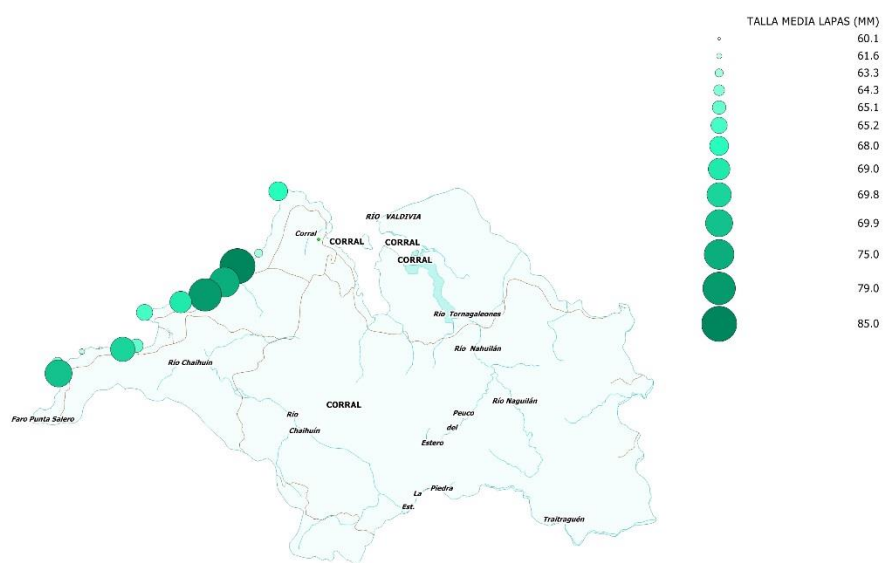 TALLA MEDIA LAPAS (MM)
60.1
61.6
63.3
64.3
65.1
65.2
68.0
69.0
69.8
69.9
75.0
79.0
85.0
RÍO VALDIVIA
Corral
CORRAL
CORRAL
CORRAL
Río Tornagaleones
Río Nahuilán
Río Chaihuín
Río Naguilán
CORRAL
Faro Punta Salero
Río
Chaihuín
Peuco
del
Estero
La Piedra
Est.
Traitraguén